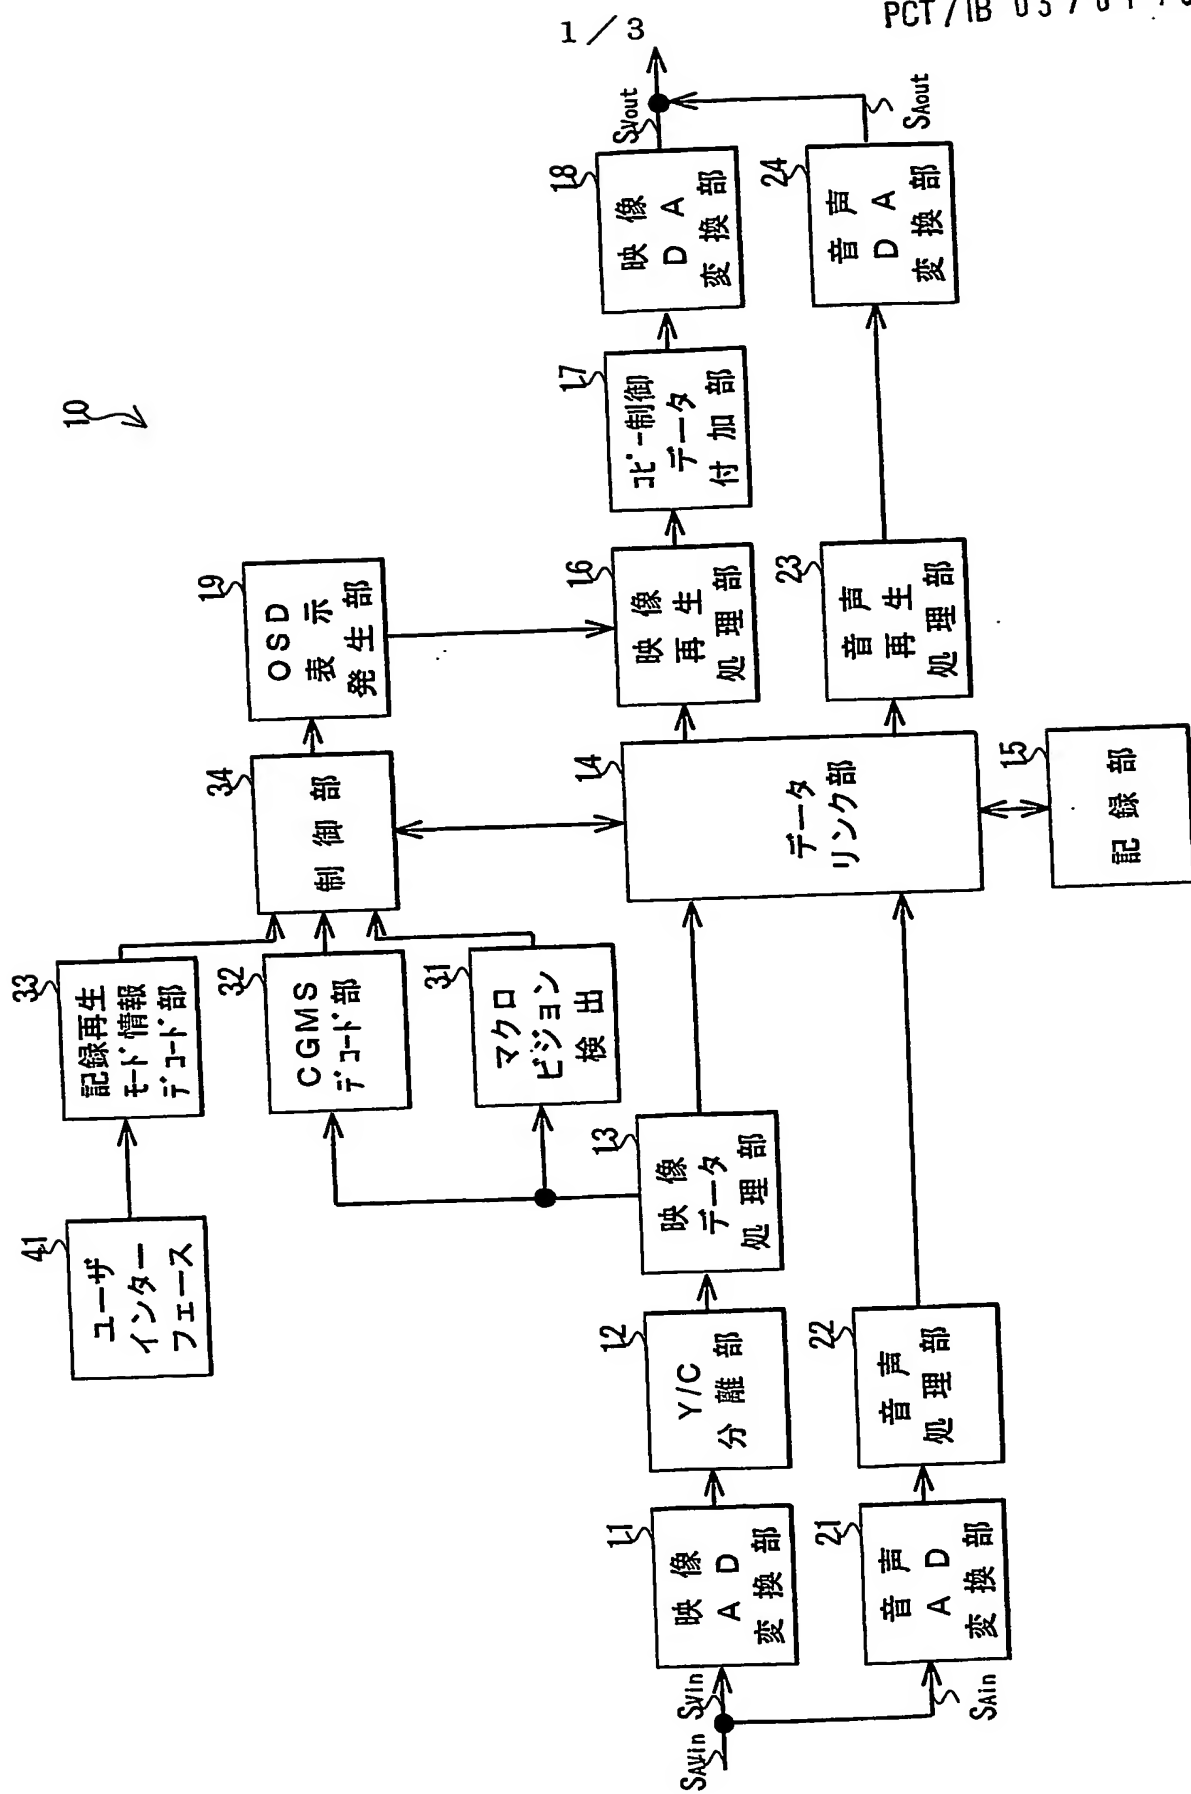 PCT/IB 03/
1/3
10
41
ユーザ
インター
フェース
33
記録再生
モード情報
デコード部
32
CGMS
デコード部
31
マクロ
ビジョン
検出
34
制御部
19
OSD
表示
発生部
SAVin
SVin
SAin
11
映像
AD
変換部
12
Y/C
分離部
13
映像
データ
処理部
14
データ
リンク部
15
記録部
16
映像
再生
処理部
17
コピー制御
データ
付加部
18
映像
DA
変換部
SVout
21
音声
AD
変換部
22
音声
処理部
23
音声
再生
処理部
24
音声
DA
変換部
SAout